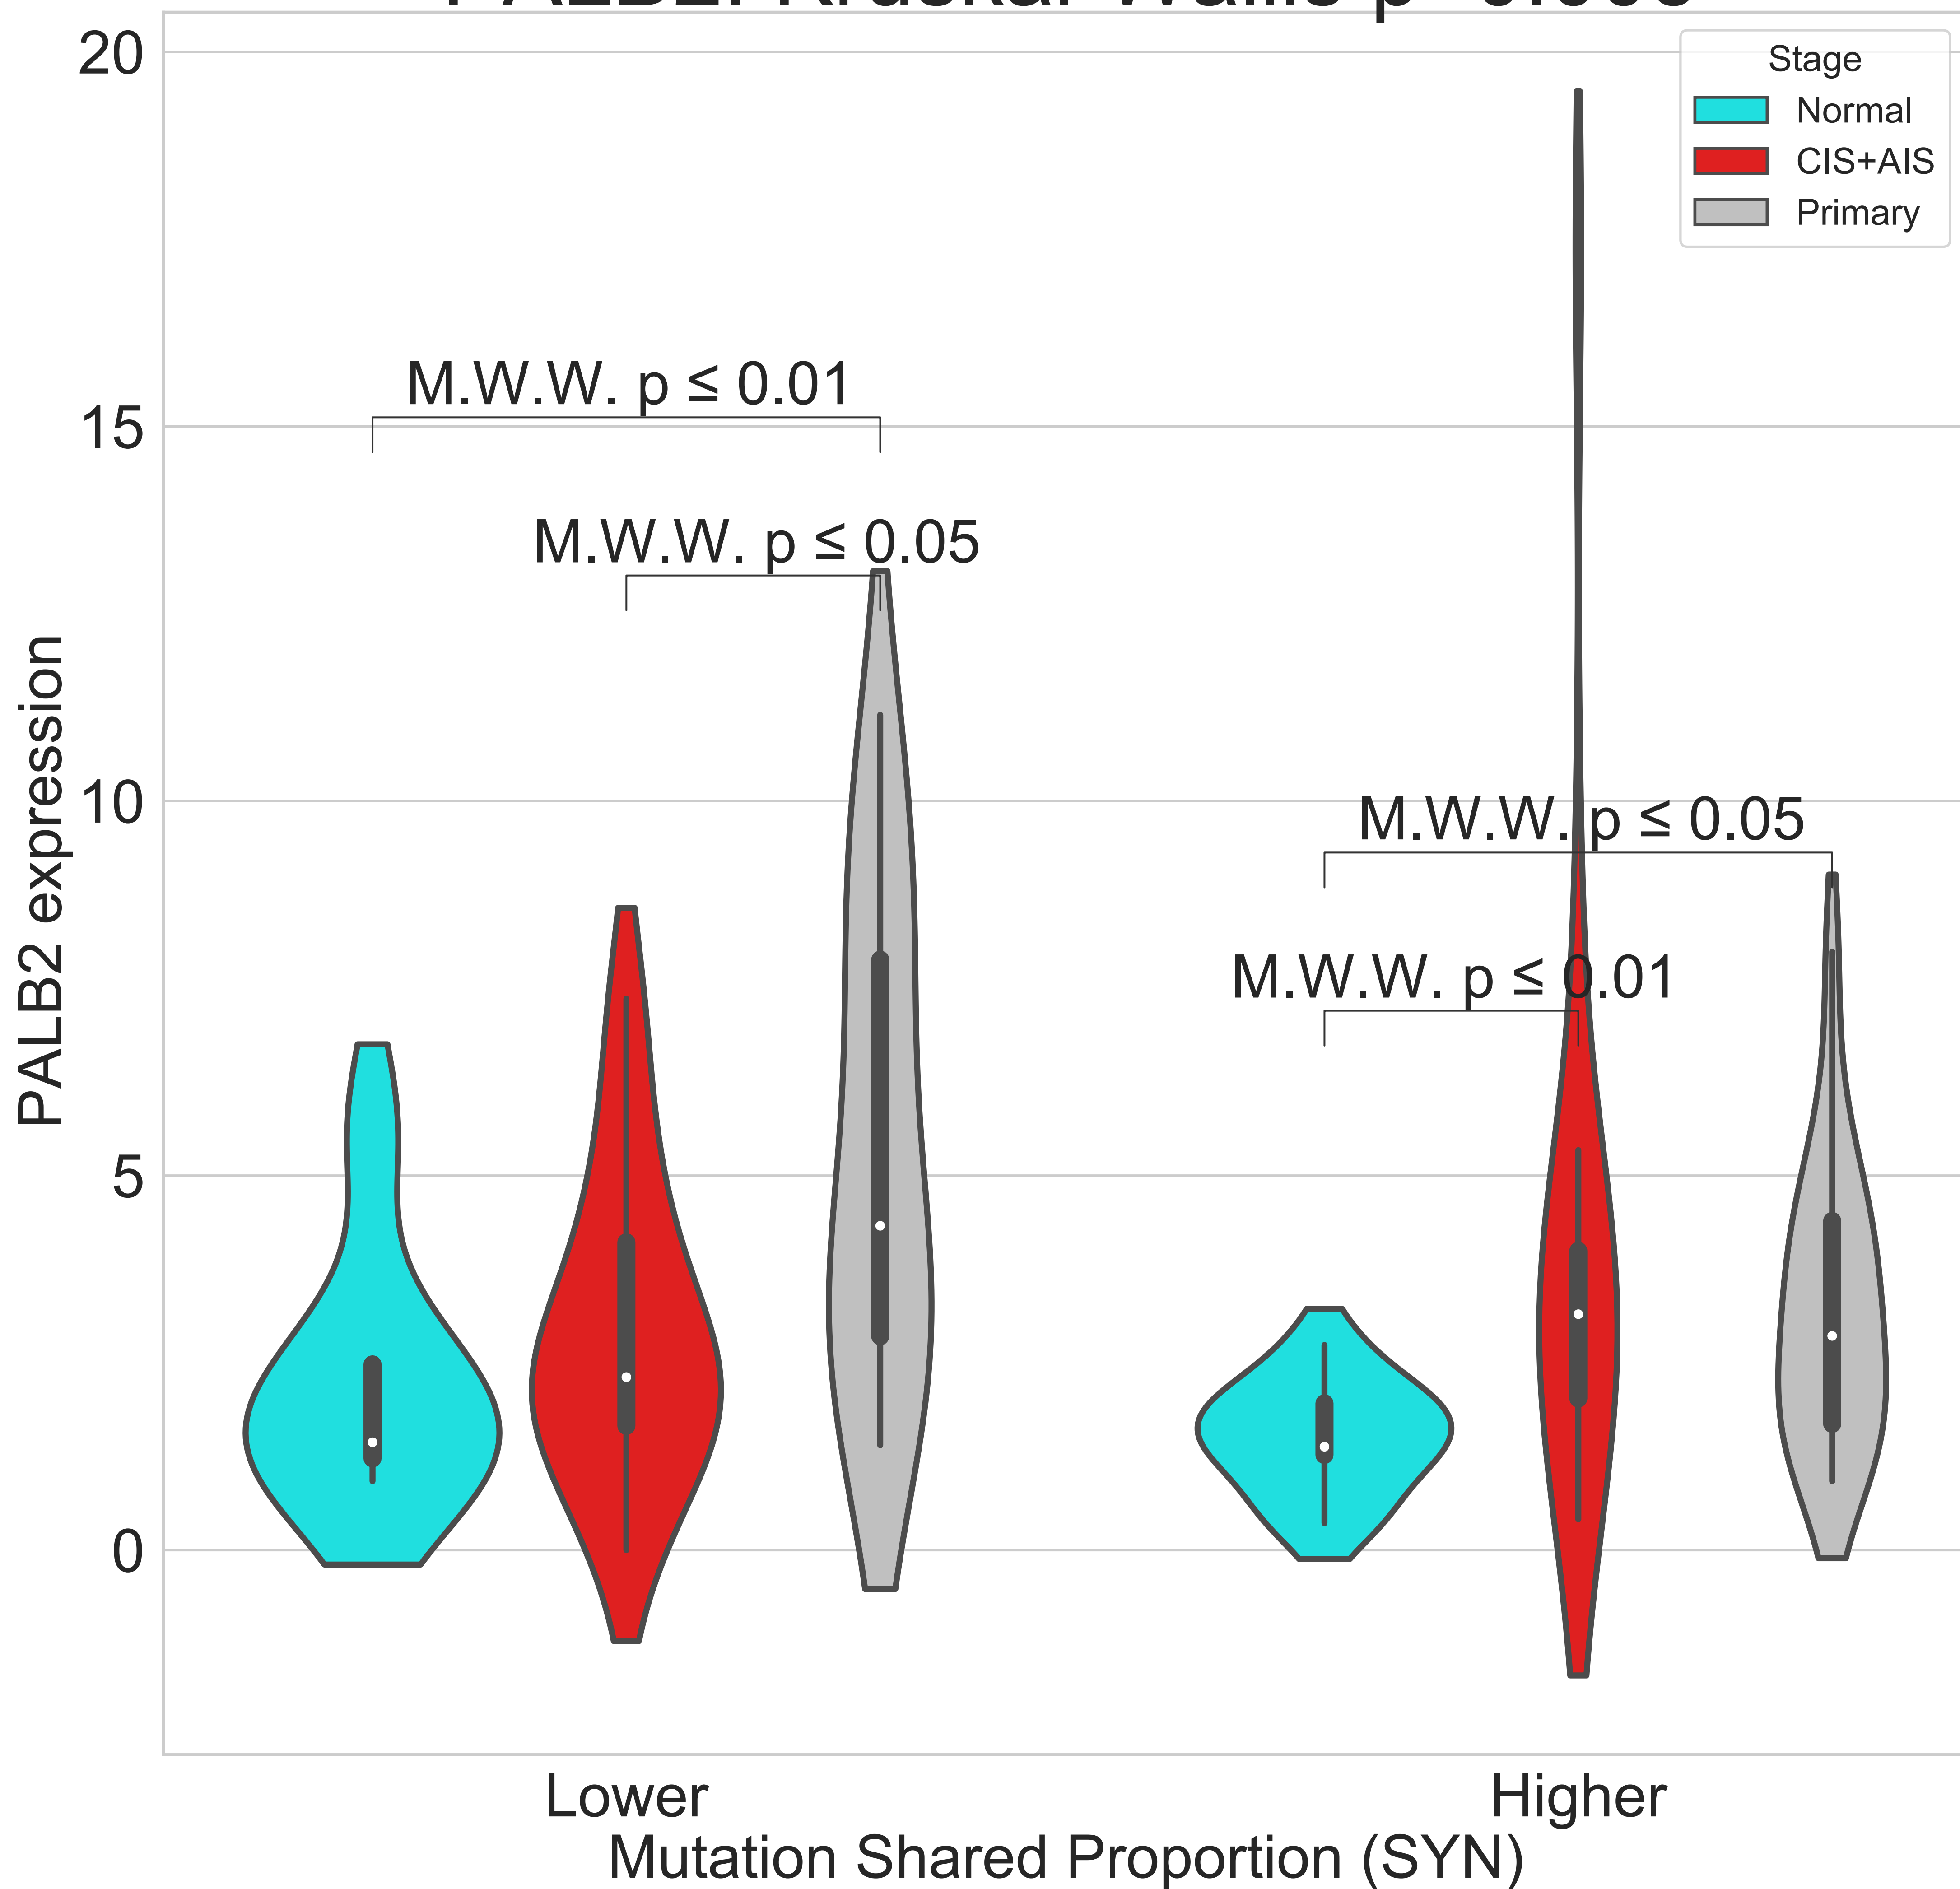 20
15
10
5
0
PALB2 expression
Stage
Normal
CIS+AIS
Primary
M.W.W. p ≤ 0.01
M.W.W. p ≤ 0.05
M.W.W. p ≤ 0.05
M.W.W. p ≤ 0.01
Lower
Higher
Mutation Shared Proportion (SYN)